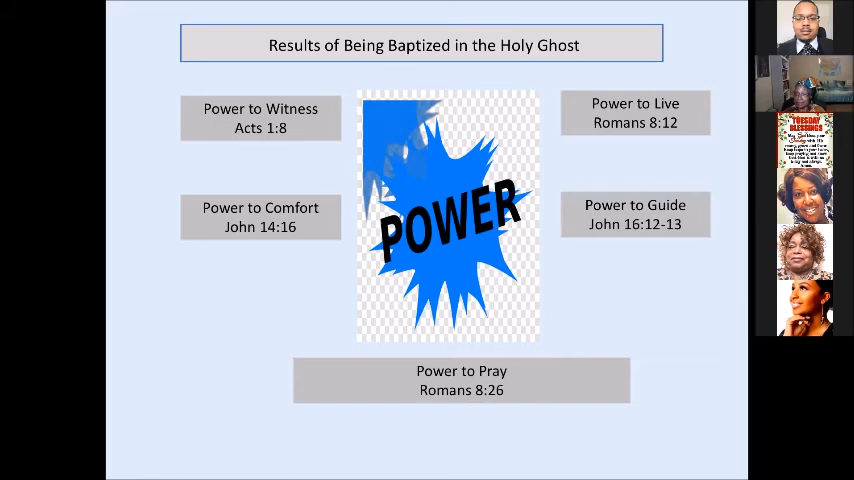 Results of Being Baptized in the Holy Ghost
Power to Witness
Acts 1:8
Power to Live
Romans 8:12
Power to Comfort
John 14:16
POWER
Power to Guide
John 16:12-13
Power to Pray
Romans 8:26
TUESDAY
BLESSINGS